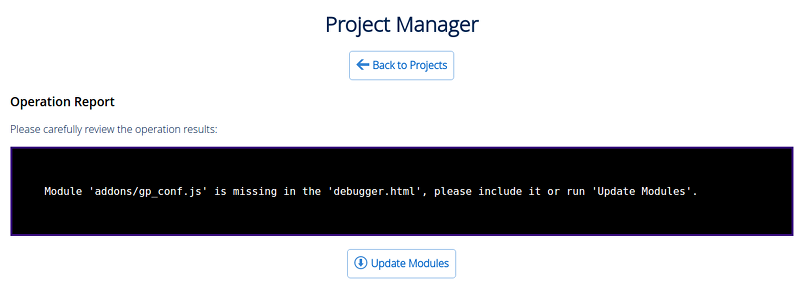 Project Manager
Back to Projects
Operation Report
Please carefully review the operation results:
Module 'addons/gp_conf.js' is missing in the 'debugger.html', please include it or run 'Update Modules'.
Update Modules